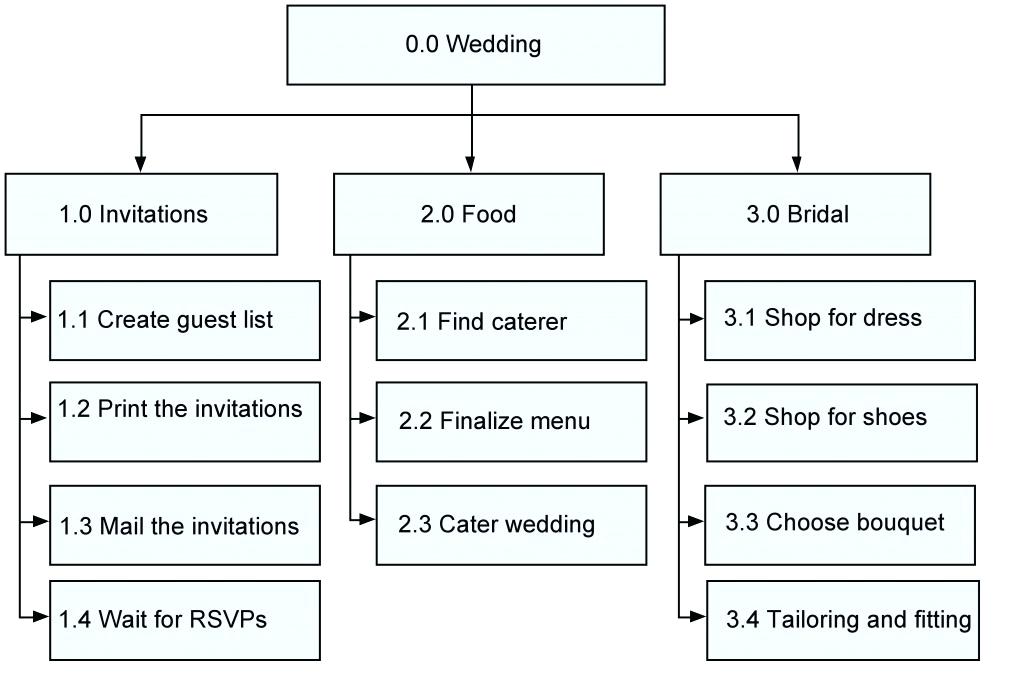 0.0 Wedding
1.0 Invitations
1.1 Create guest list
1.2 Print the invitations
1.3 Mail the invitations
1.4 Wait for RSVPs
2.0 Food
2.1 Find caterer
2.2 Finalize menu
2.3 Cater wedding
3.0 Bridal
3.1 Shop for dress
3.2 Shop for shoes
3.3 Choose bouquet
3.4 Tailoring and fitting